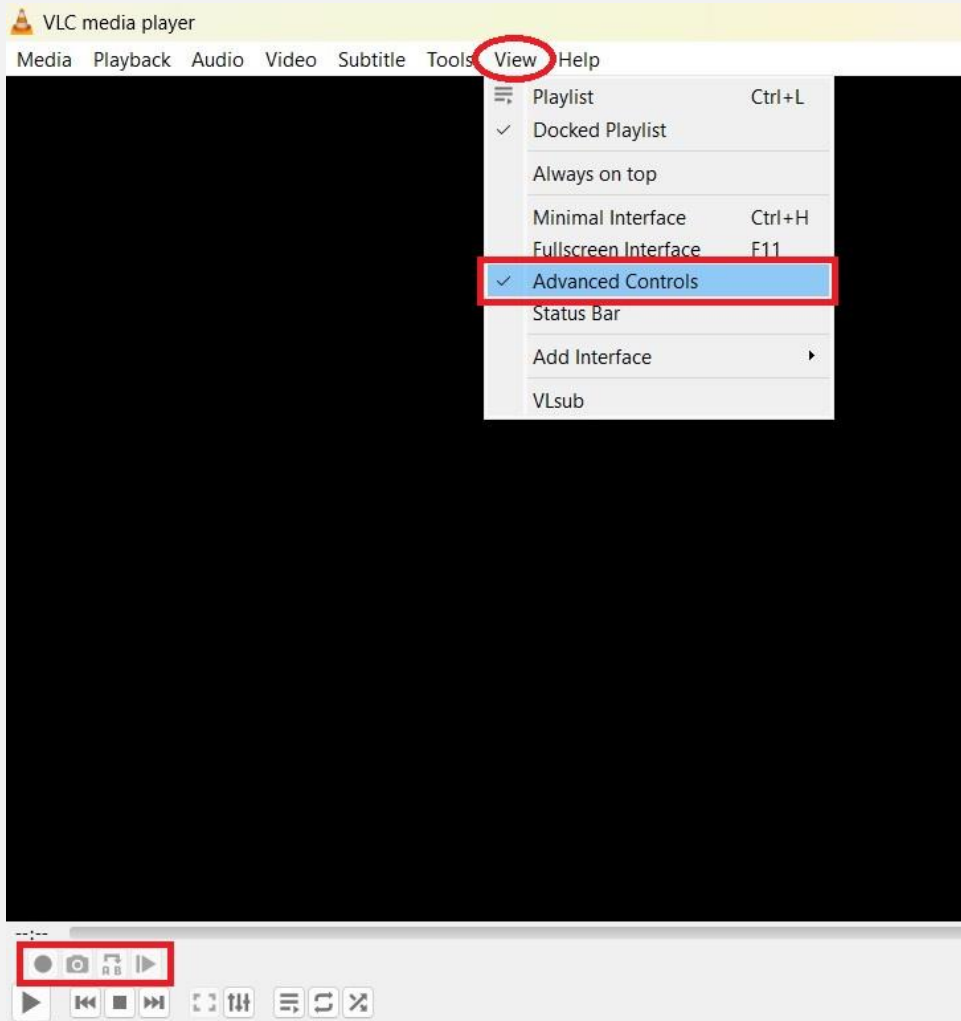 VLC media player
Media Playback Audio Video Subtitle Tools View Help
Playlist Ctrl+L
Docked Playlist
Always on top
Minimal Interface Ctrl+H
Fullscreen Interface F11
Advanced Controls
Status Bar
Add Interface
VLsub
--:--
A B